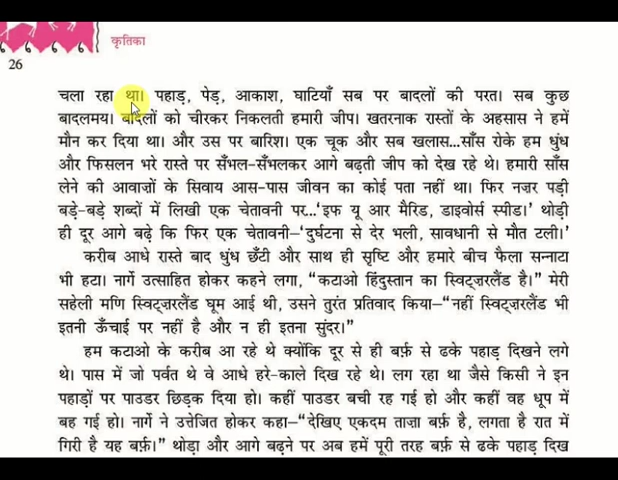 कृतिका
26
चला रहा था। पहाड़, पेड़, आकाश, घाटियाँ सब पर बादलों की परत। सब कुछ
बादलमय। बादलों को चीरकर निकलती हमारी जीप। खतरनाक रास्तों के अहसास ने हमें
मौन कर दिया था। और उस पर बारिश। एक चूक और सब खलास...साँस रोके हम धुंध
और फिसलन भरे रास्ते पर सँभल-सँभलकर आगे बढ़ती जीप को देख रहे थे। हमारी साँस
लेने की आवाज़ों के सिवाय आस-पास जीवन का कोई पता नहीं था। फिर नज़र पड़ी
बड़े-बड़े शब्दों में लिखी एक चेतावनी पर...‘इफ यू आर मैरिड, डाइवोर्स स्पीड।’ थोड़ी
ही दूर आगे बढ़े कि फिर एक चेतावनी–‘दुर्घटना से देर भली, सावधानी से मौत टली।’
करीब आधे रास्ते बाद धुंध छँटी और साथ ही सृष्टि और हमारे बीच फैला सन्नाटा
भी हटा। नार्गे उत्साहित होकर कहने लगा, “कटाओ हिंदुस्तान का स्विट्ज़रलैंड है।” मेरी
सहेली मणि स्विट्ज़रलैंड घूम आई थी, उसने तुरंत प्रतिवाद किया–“नहीं स्विट्ज़रलैंड भी
इतनी ऊँचाई पर नहीं है और न ही इतना सुंदर।”
हम कटाओ के करीब आ रहे थे क्योंकि दूर से ही बर्फ़ से ढके पहाड़ दिखने लगे
थे। पास में जो पर्वत थे वे आधे हरे-काले दिख रहे थे। लग रहा था जैसे किसी ने इन
पहाड़ों पर पाउडर छिड़क दिया हो। कहीं पाउडर बची रह गई हो और कहीं वह धूप में
बह गई हो। नार्गे ने उत्तेजित होकर कहा–“देखिए एकदम ताज़ा बर्फ़ है, लगता है रात में
गिरी है यह बर्फ़।” थोड़ा और आगे बढ़ने पर अब हमें पूरी तरह बर्फ़ से ढके पहाड़ दिख